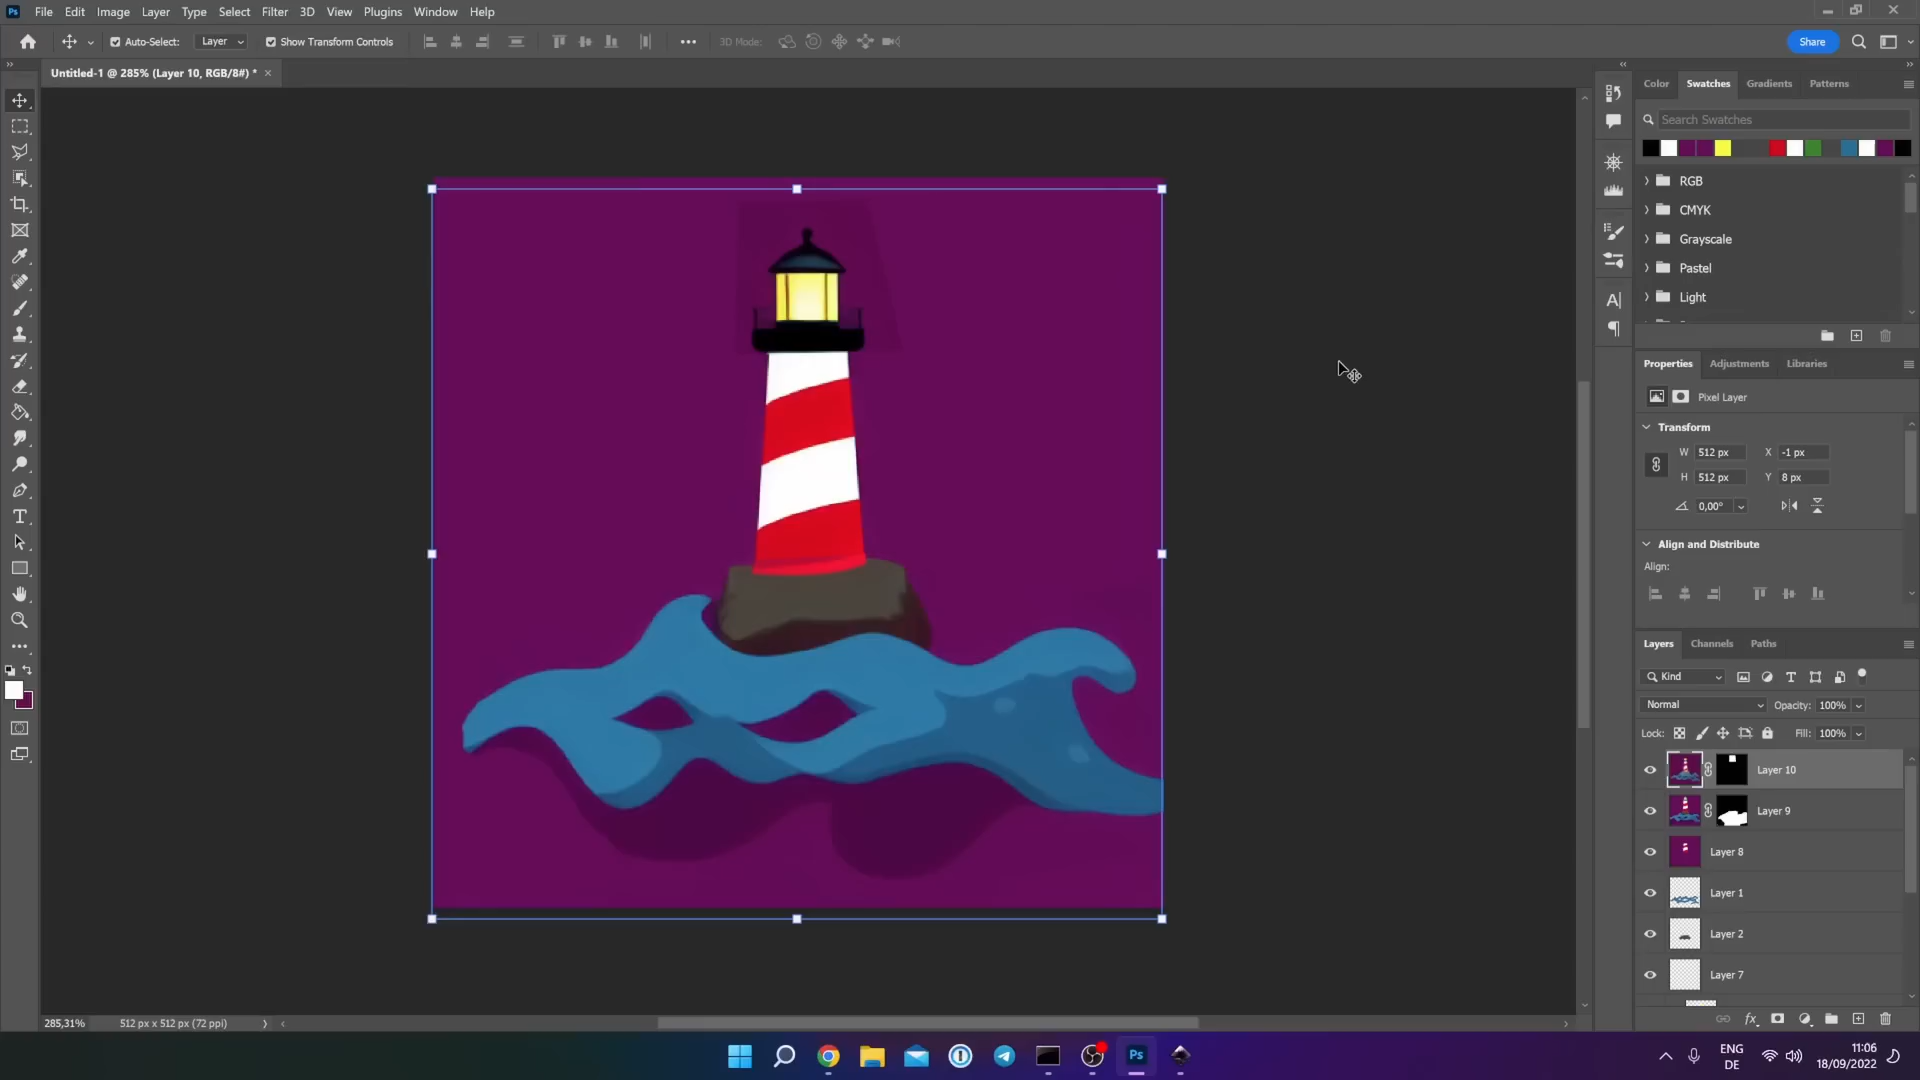 Ps File Edit Image Layer Type Select Filter 3D View Plugins Window Help
Auto-Select: Layer Show Transform Controls 3D Mode: Share
Untitled-1 @ 285% (Layer 10, RGB/8#) *
Color Swatches Gradients Patterns
Search Swatches
RGB
CMYK
Grayscale
Pastel
Light
Properties Adjustments Libraries
Pixel Layer
Transform
W 512 px X -1 px
H 512 px Y 8 px
0,00°
Align and Distribute
Align:
Layers Channels Paths
Kind
Normal Opacity: 100%
Lock: Fill: 100%
Layer 10
Layer 9
Layer 8
Layer 1
Layer 2
Layer 7
285,31% 512 px x 512 px (72 ppi)
Ps
ENG
DE
11:06
18/09/2022